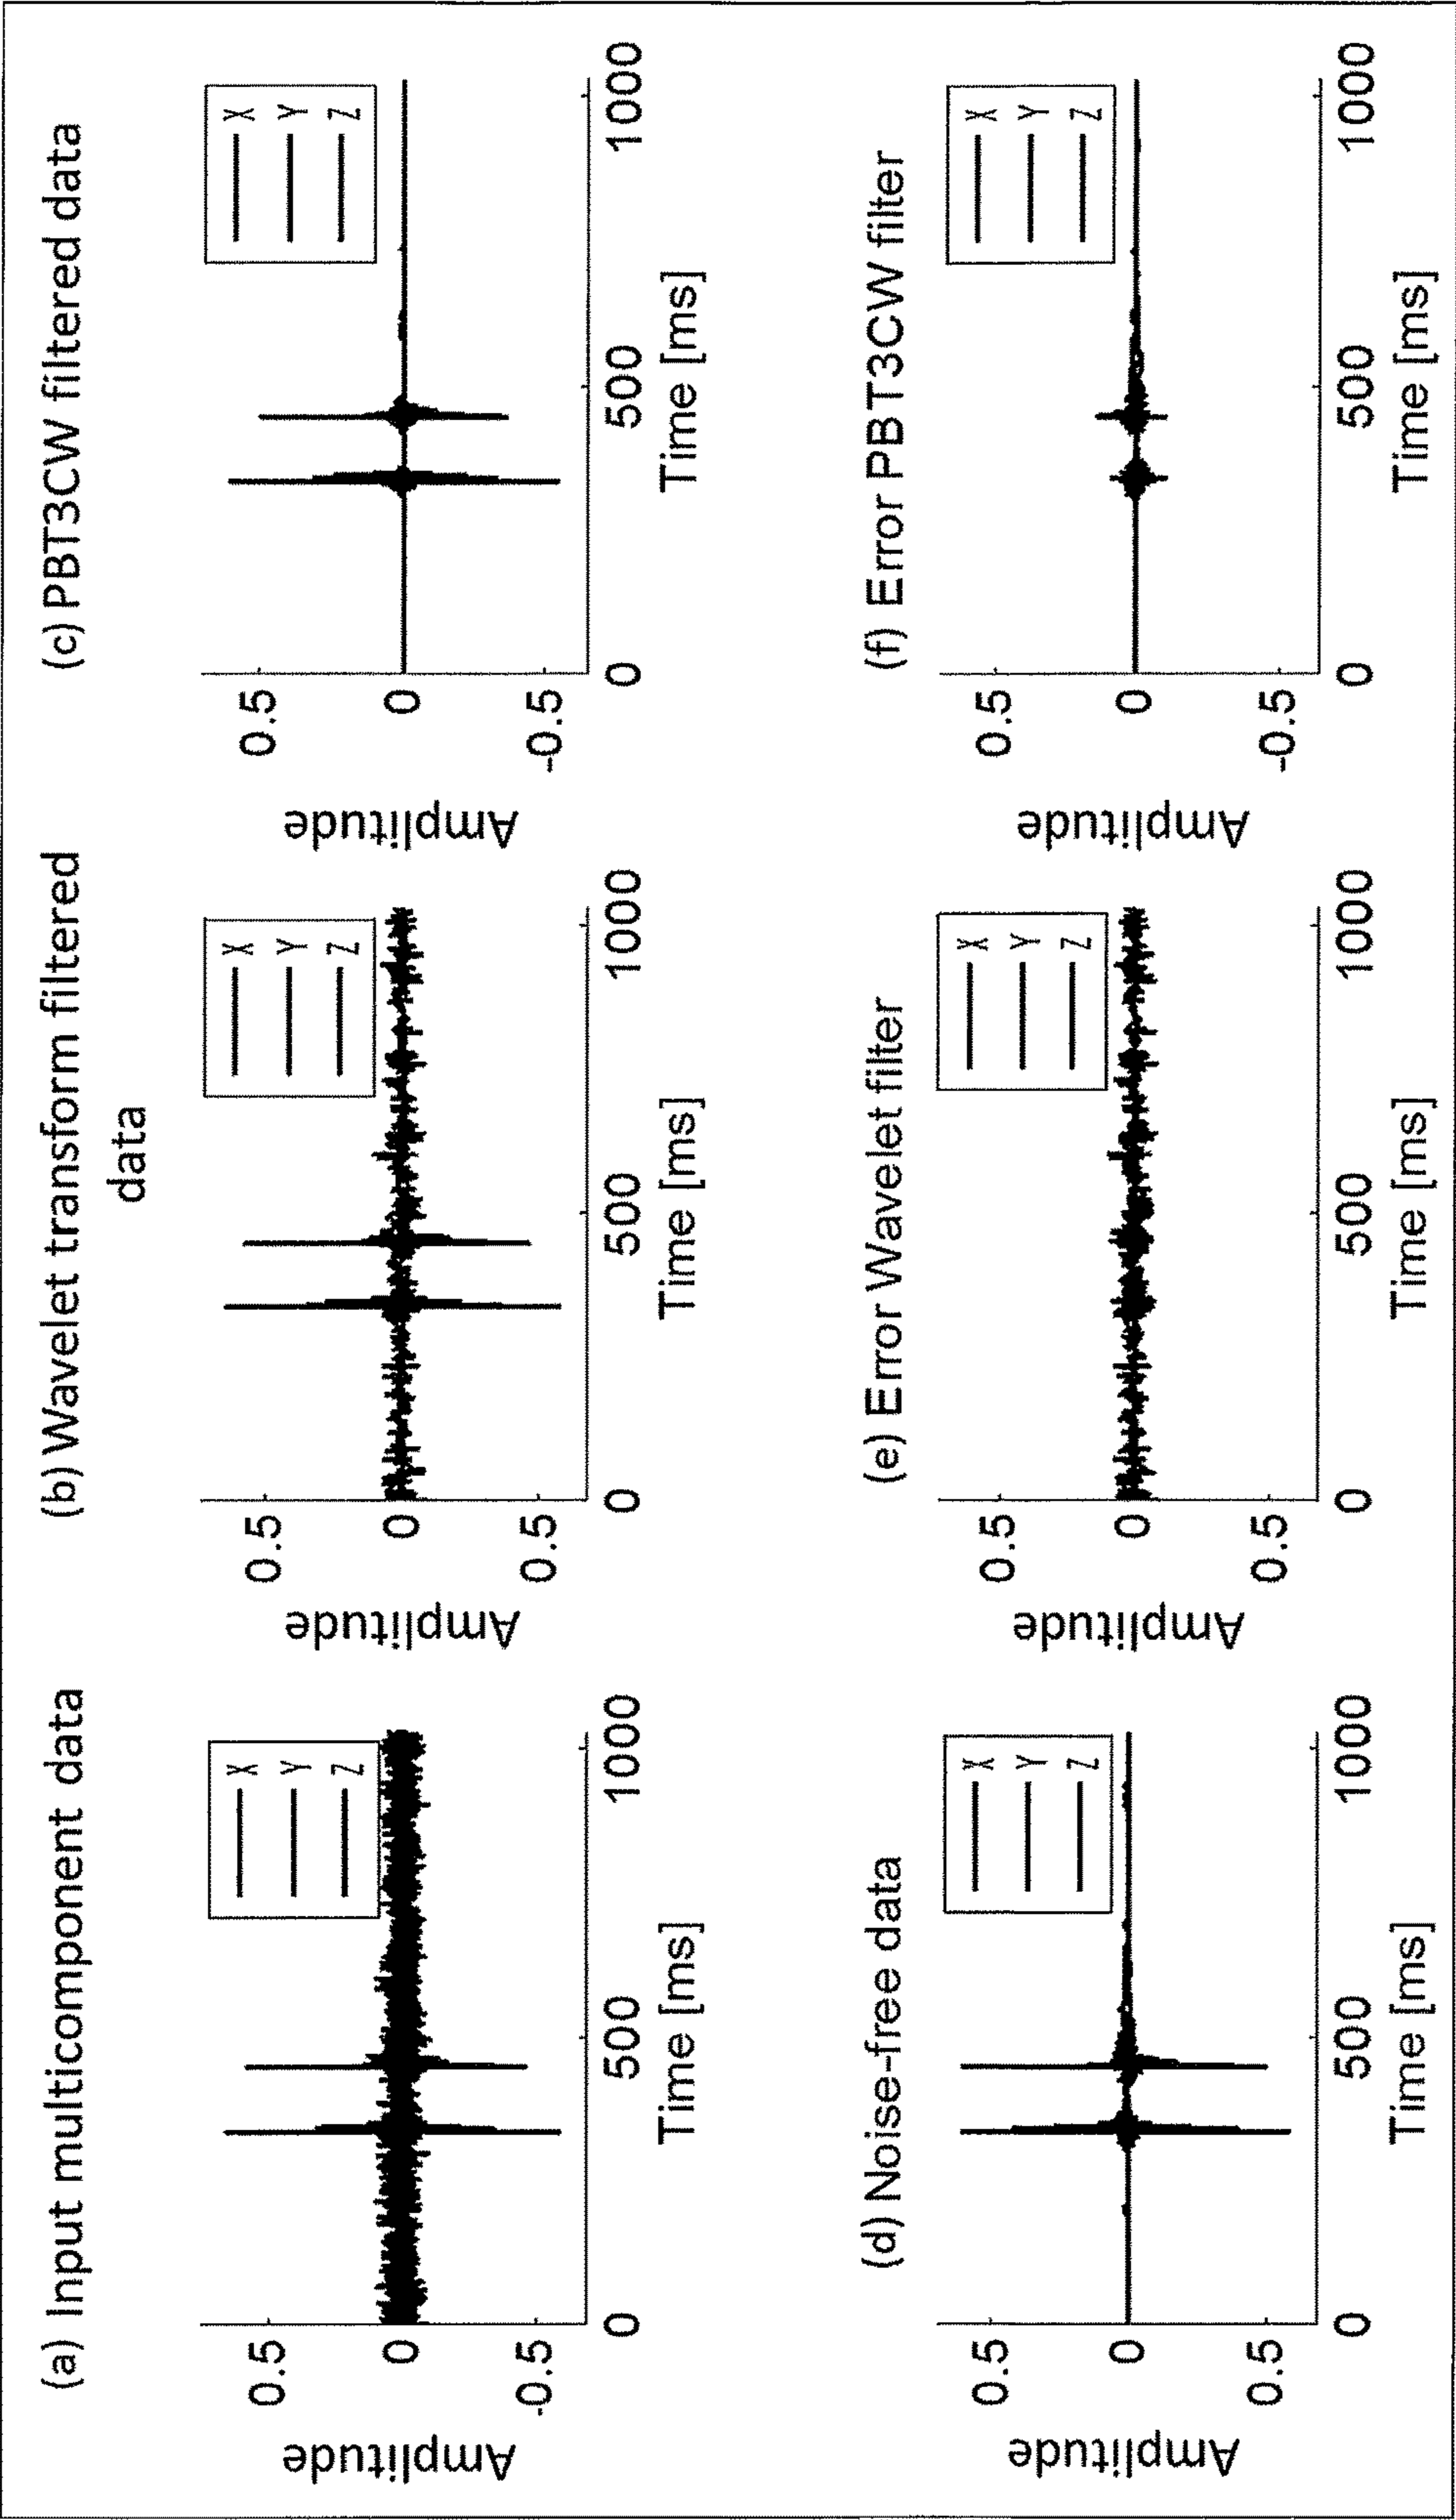 (a) Input multicomponent data
X
Y
Z
0.5
0
-0.5
Amplitude
0
500
1000
Time [ms]
(b) Wavelet transform filtered
data
X
Y
Z
0.5
0
0.5
Amplitude
0
500
1000
Time [ms]
(c) PBT3CW filtered data
X
Y
Z
0.5
0
-0.5
Amplitude
0
500
1000
Time [ms]
(d) Noise-free data
X
Y
Z
0.5
0
0.5
Amplitude
0
500
1000
Time [ms]
(e) Error Wavelet filter
X
Y
Z
0.5
0
0.5
Amplitude
0
500
1000
Time [ms]
(f) Error PBT3CW filter
X
Y
Z
0.5
0
-0.5
Amplitude
0
500
1000
Time [ms]